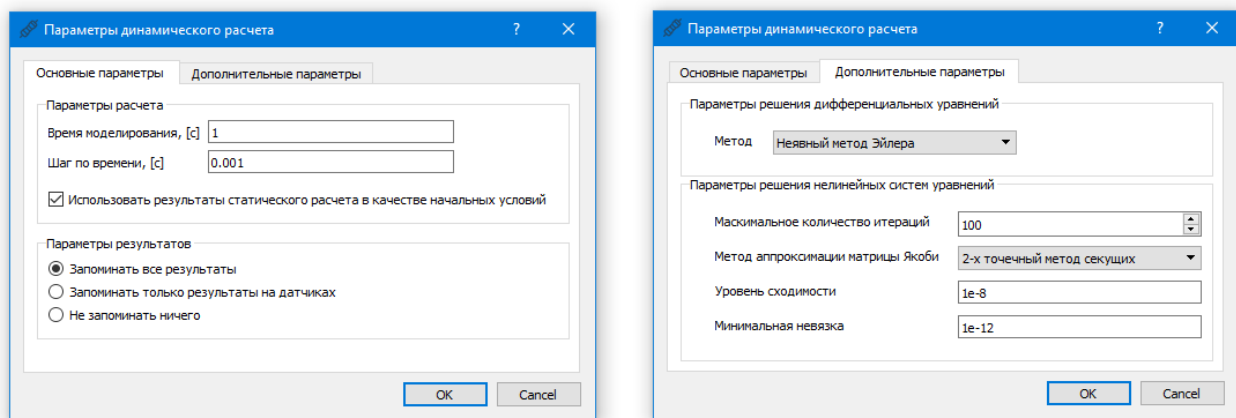 Параметры динамического расчета
Основные параметры
Дополнительные параметры
Параметры расчета
Время моделирования, [с] 1
Шаг по времени, [с] 0.001
Использовать результаты статического расчета в качестве начальных условий
Параметры результатов
Запоминать все результаты
Запоминать только результаты на датчиках
Не запоминать ничего
OK
Cancel
Параметры динамического расчета
Основные параметры
Дополнительные параметры
Параметры решения дифференциальных уравнений
Метод Неявный метод Эйлера
Параметры решения нелинейных систем уравнений
Маскимальное количество итераций 100
Метод аппроксимации матрицы Якоби 2-х точечный метод секущих
Уровень сходимости 1e-8
Минимальная невязка 1e-12
OK
Cancel